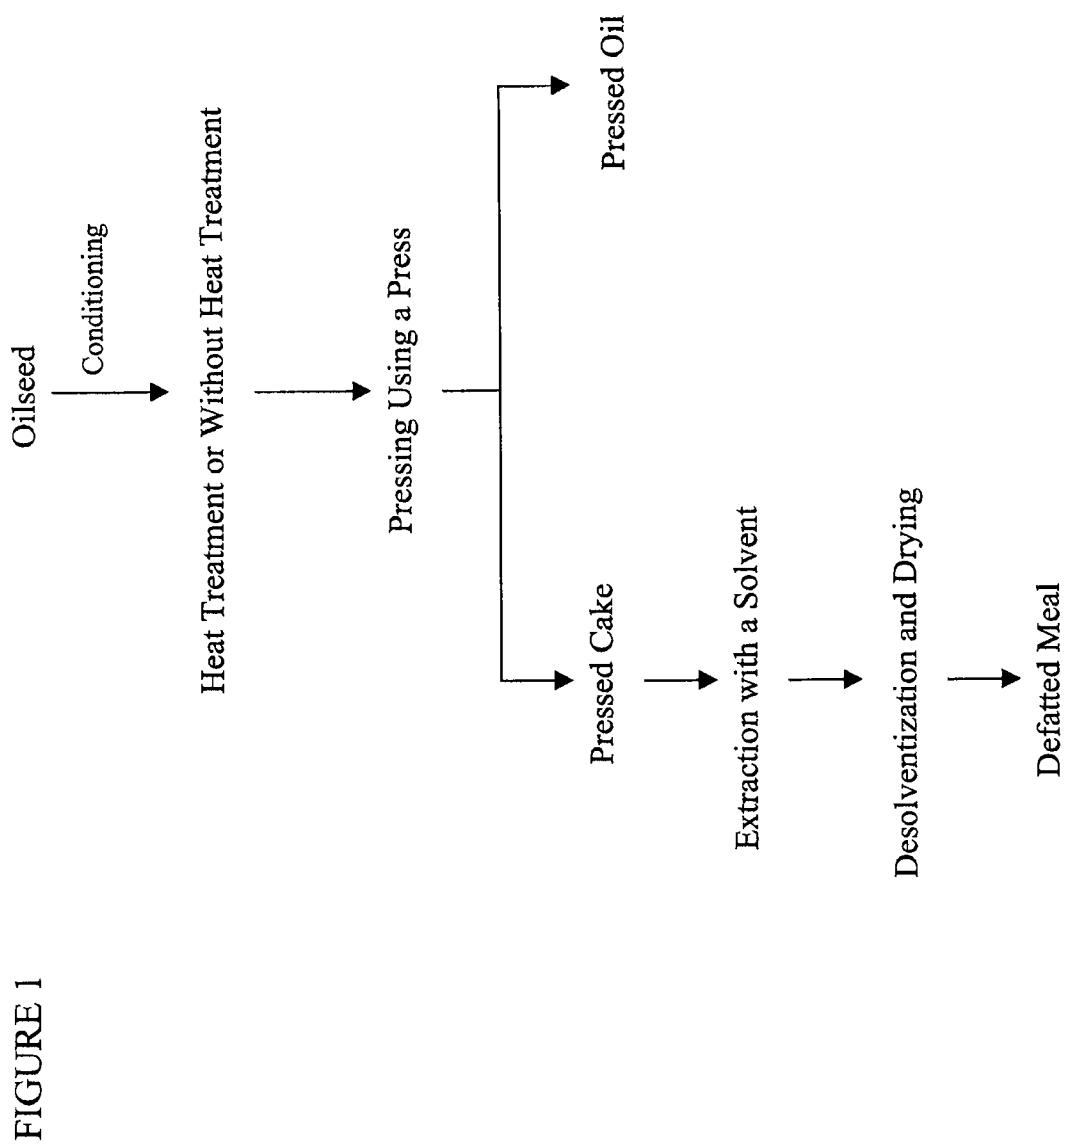 FIGURE 1
Oilseed
Conditioning
Heat Treatment or Without Heat Treatment
Pressing Using a Press
Pressed Cake
Pressed Oil
Extraction with a Solvent
Desolventization and Drying
Defatted Meal